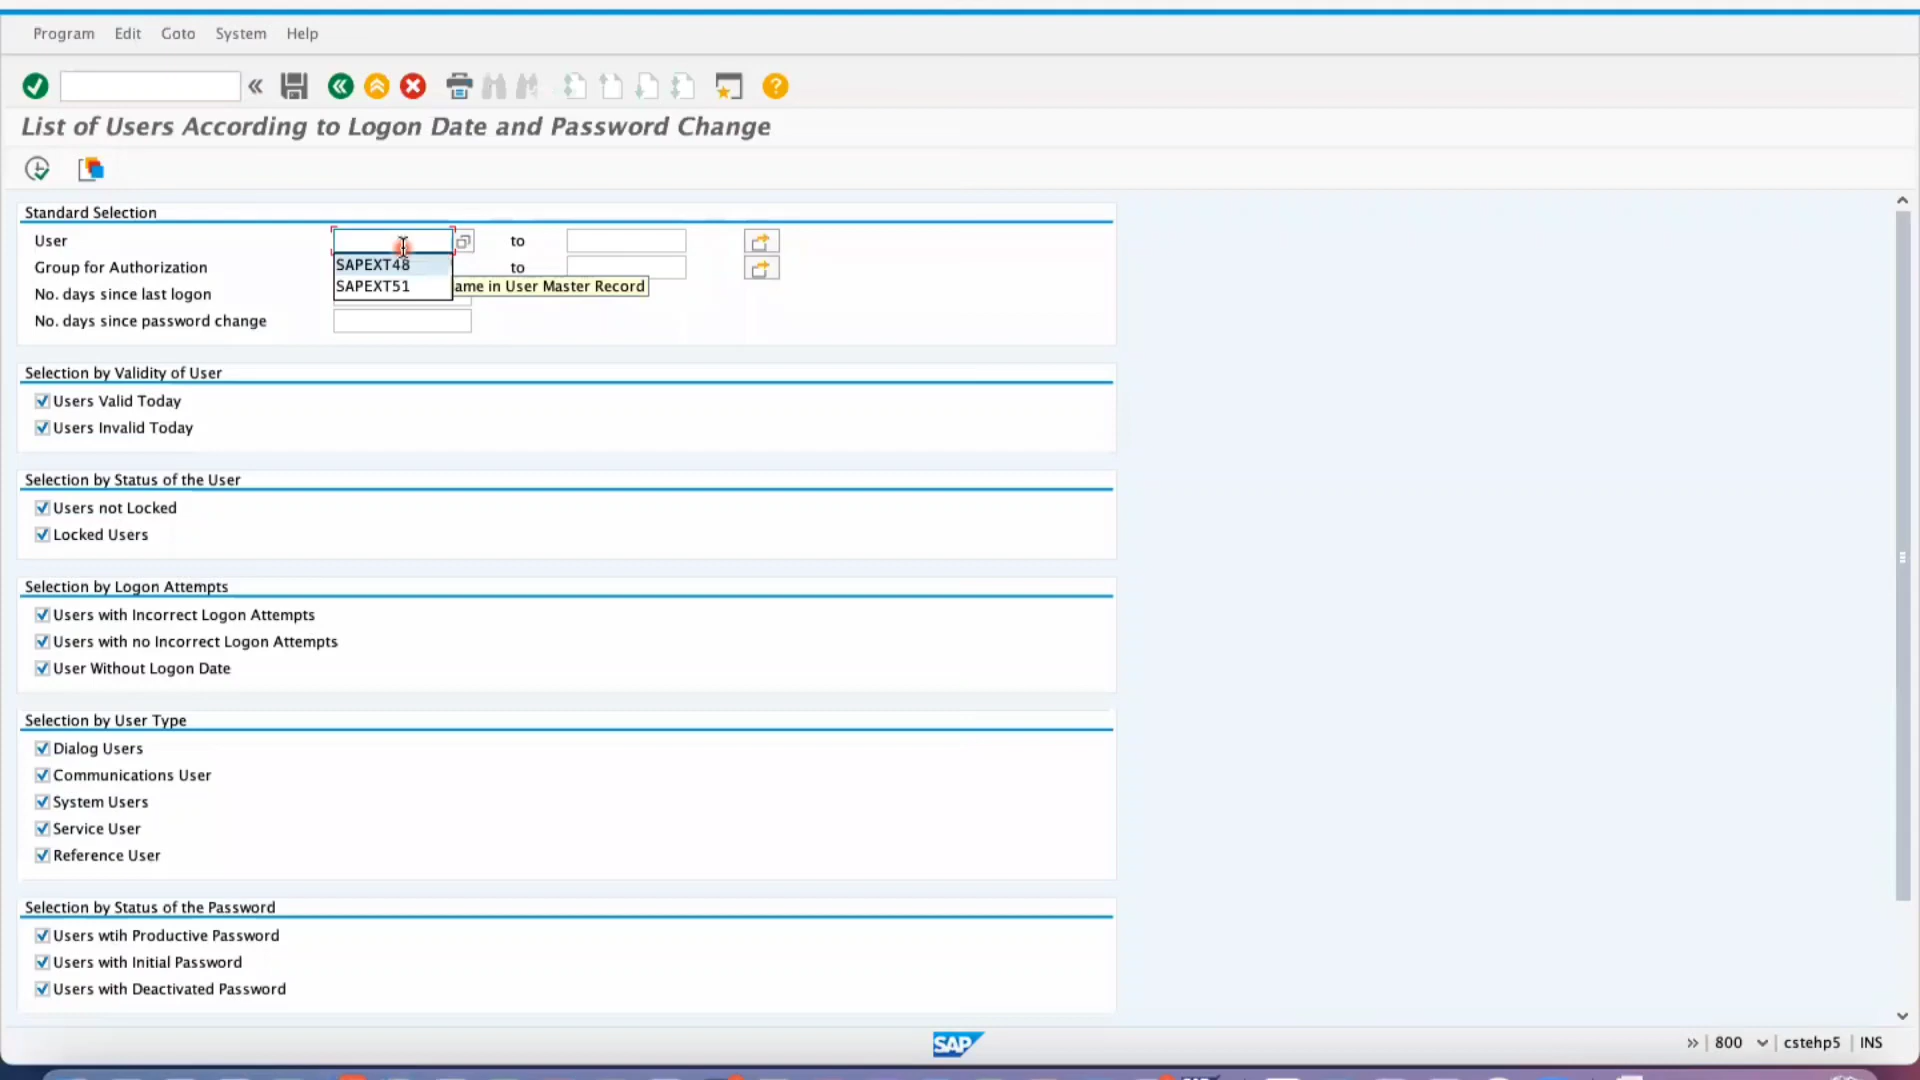 Program Edit Goto System Help
List of Users According to Logon Date and Password Change
Standard Selection
User to
SAPEXT48
Group for Authorization to
SAPEXT51 ame in User Master Record
No. days since last logon
No. days since password change
Selection by Validity of User
Users Valid Today
Users Invalid Today
Selection by Status of the User
Users not Locked
Locked Users
Selection by Logon Attempts
Users with Incorrect Logon Attempts
Users with no Incorrect Logon Attempts
User Without Logon Date
Selection by User Type
Dialog Users
Communications User
System Users
Service User
Reference User
Selection by Status of the Password
Users wtih Productive Password
Users with Initial Password
Users with Deactivated Password
SAP 800 cstehp5 INS